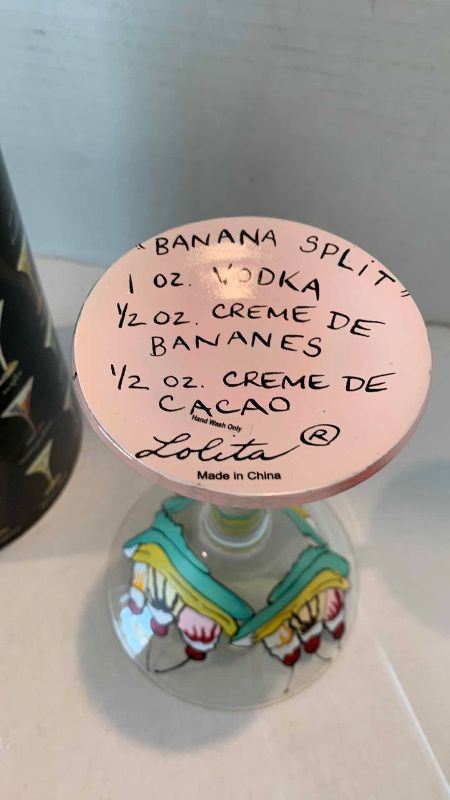 "BANANA SPLiT"
1 OZ. VODKA
1/2 OZ. CREME DE
BANANES
1/2 OZ. CREME DE
CACAO
Hand Wash Only
Lolita ®
Made in China